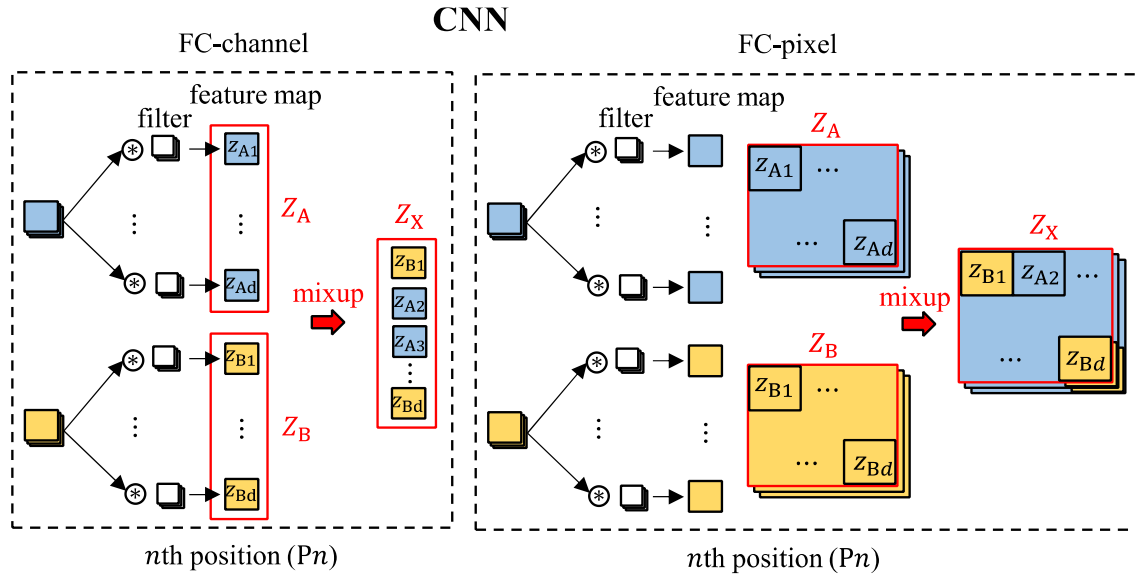 CNN
FC-channel
feature map
filter
⊛
z_A1
⋮
⋮
Z_A
⊛
z_Ad
⊛
z_B1
⋮
⋮
Z_B
⊛
z_Bd
mixup
Z_X
z_B1
z_A2
z_A3
⋮
z_Bd
nth position (Pn)
FC-pixel
feature map
filter
⊛
⋮
⋮
⊛
Z_A
z_A1 ...
... z_Ad
⊛
⋮
⋮
⊛
Z_B
z_B1 ...
... z_Bd
mixup
Z_X
z_B1 z_A2 ...
... z_Bd
nth position (Pn)